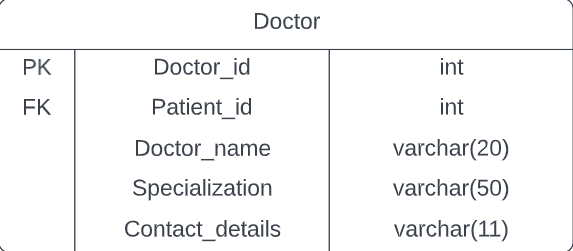 Doctor
PK Doctor_id int
FK Patient_id int
Doctor_name varchar(20)
Specialization varchar(50)
Contact_details varchar(11)